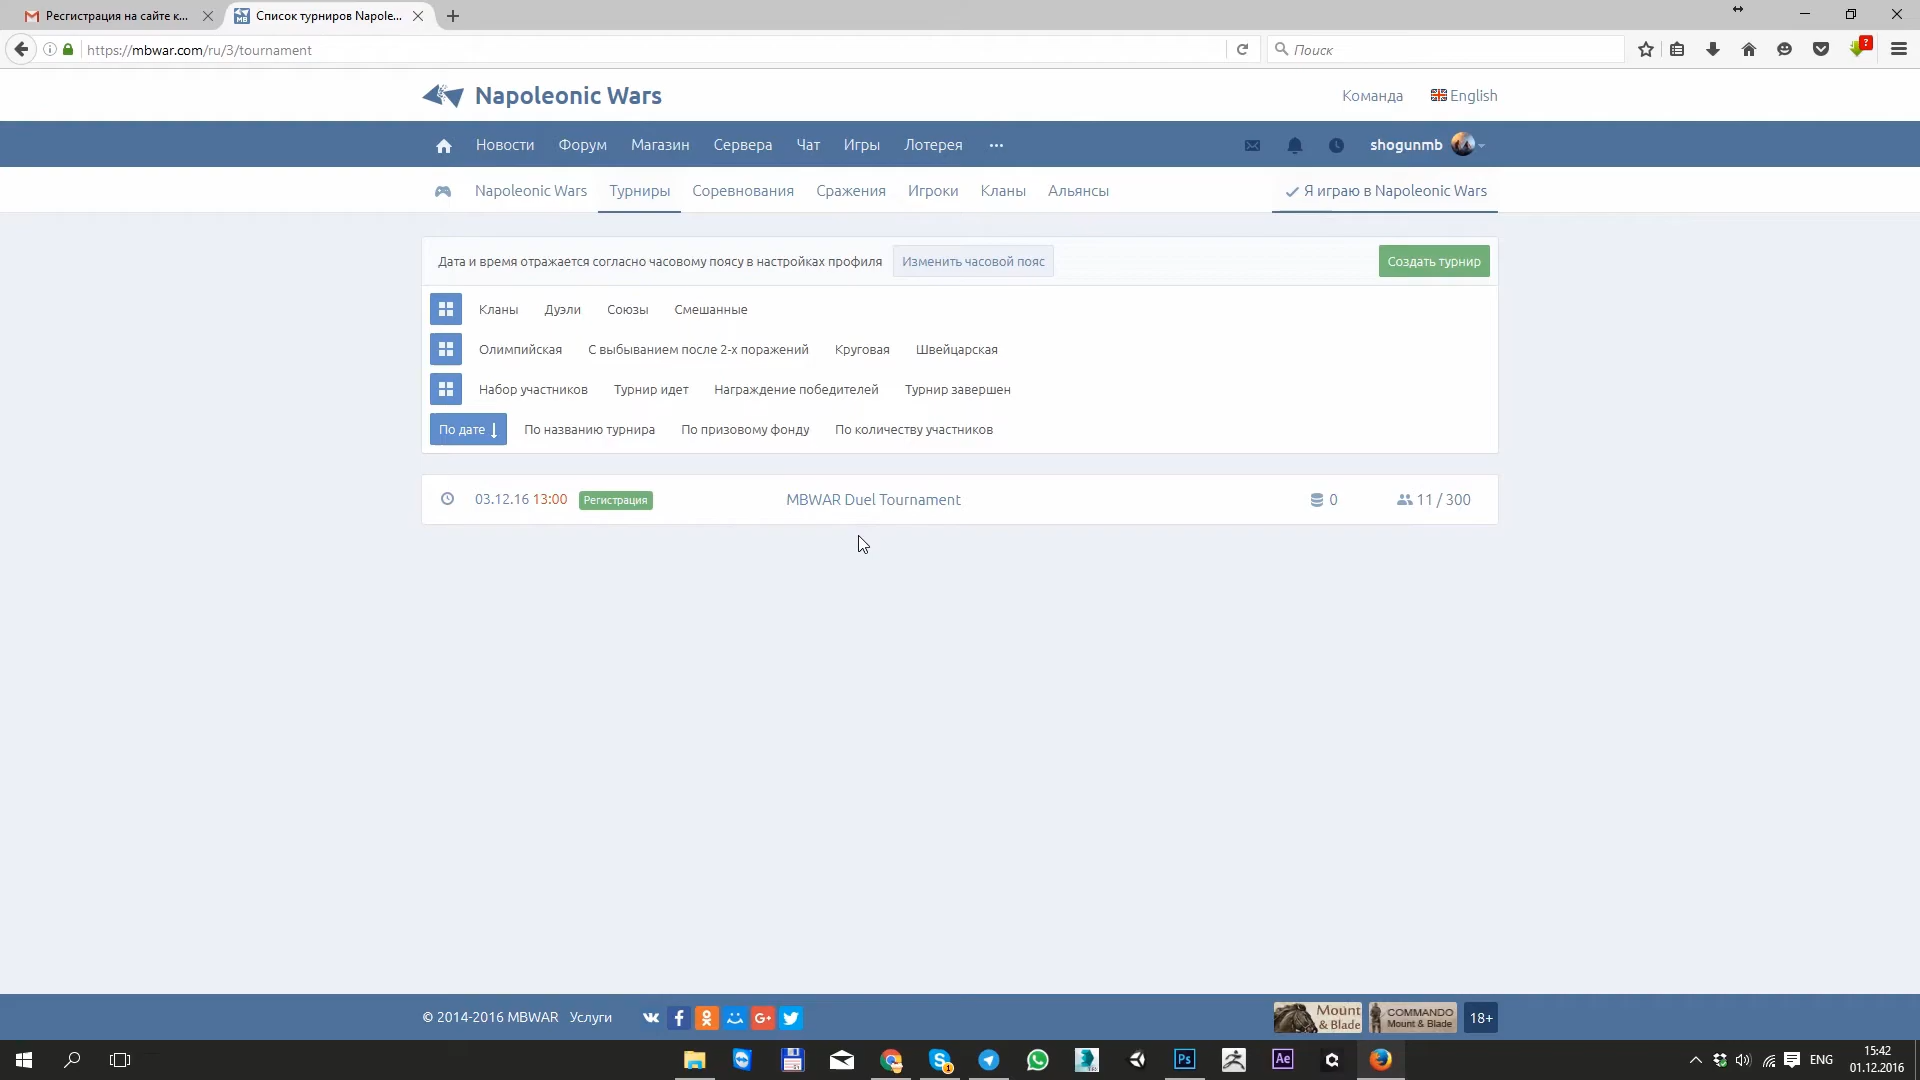 Ресгистрация на сайте к...
Список турниров Napole...
https://mbwar.com/ru/3/tournament
Поиск
?
Napoleonic Wars
Команда
English
Новости Форум Магазин Сервера Чат Игры Лотерея ...
shogunmb
Napoleonic Wars Турниры Соревнования Сражения Игроки Кланы Альянсы
Я играю в Napoleonic Wars
Дата и время отражается согласно часовому поясу в настройках профиля
Изменить часовой пояс
Создать турнир
Кланы Дуэли Союзы Смешанные
Олимпийская С выбыванием после 2-х поражений Круговая Швейцарская
Набор участников Турнир идет Награждение победителей Турнир завершен
По дате По названию турнира По призовому фонду По количеству участников
03.12.16 13:00 Регистрация MBWAR Duel Tournament 0 11 / 300
© 2014-2016 MBWAR Услуги
Mount
& Blade
COMMANDO
Mount & Blade
18+
Ps
Ae
1
ENG
15:42
01.12.2016